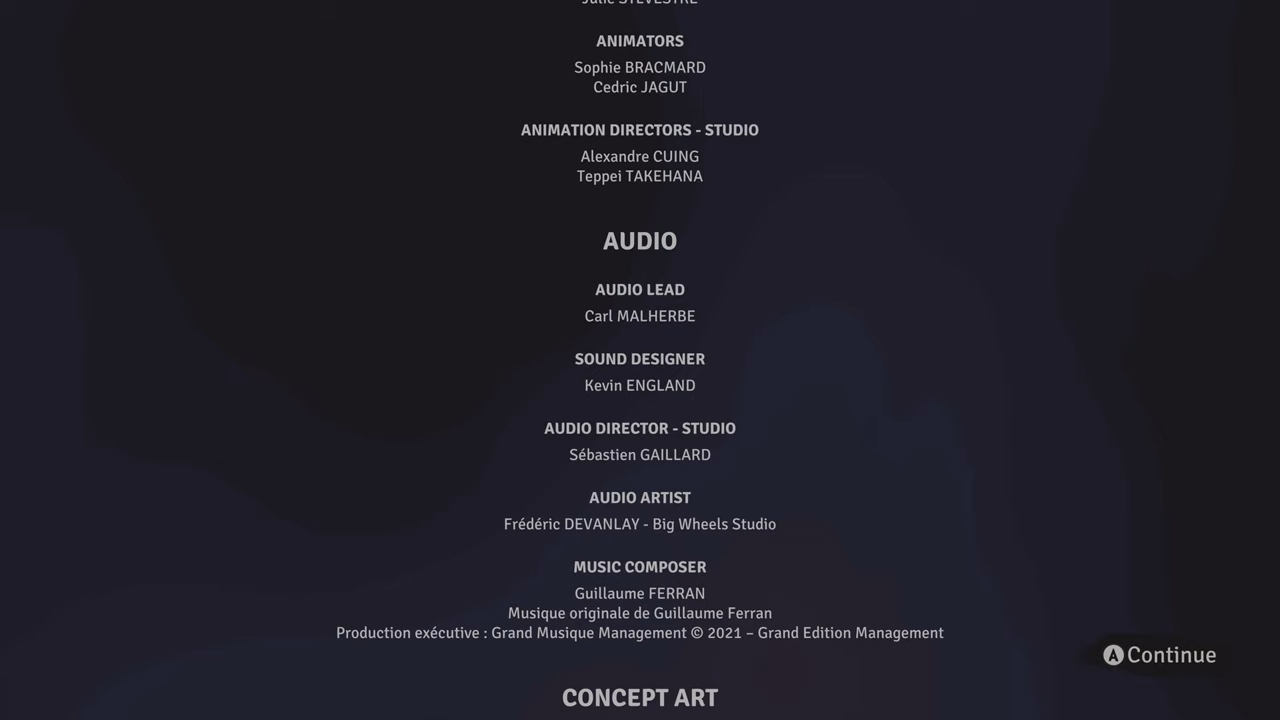 Julie SYLVESTRE
ANIMATORS
Sophie BRACMARD
Cedric JAGUT
ANIMATION DIRECTORS - STUDIO
Alexandre CUING
Teppei TAKEHANA
AUDIO
AUDIO LEAD
Carl MALHERBE
SOUND DESIGNER
Kevin ENGLAND
AUDIO DIRECTOR - STUDIO
Sébastien GAILLARD
AUDIO ARTIST
Frédéric DEVANLAY - Big Wheels Studio
MUSIC COMPOSER
Guillaume FERRAN
Musique originale de Guillaume Ferran
Production exécutive : Grand Musique Management © 2021 – Grand Edition Management
A Continue
CONCEPT ART